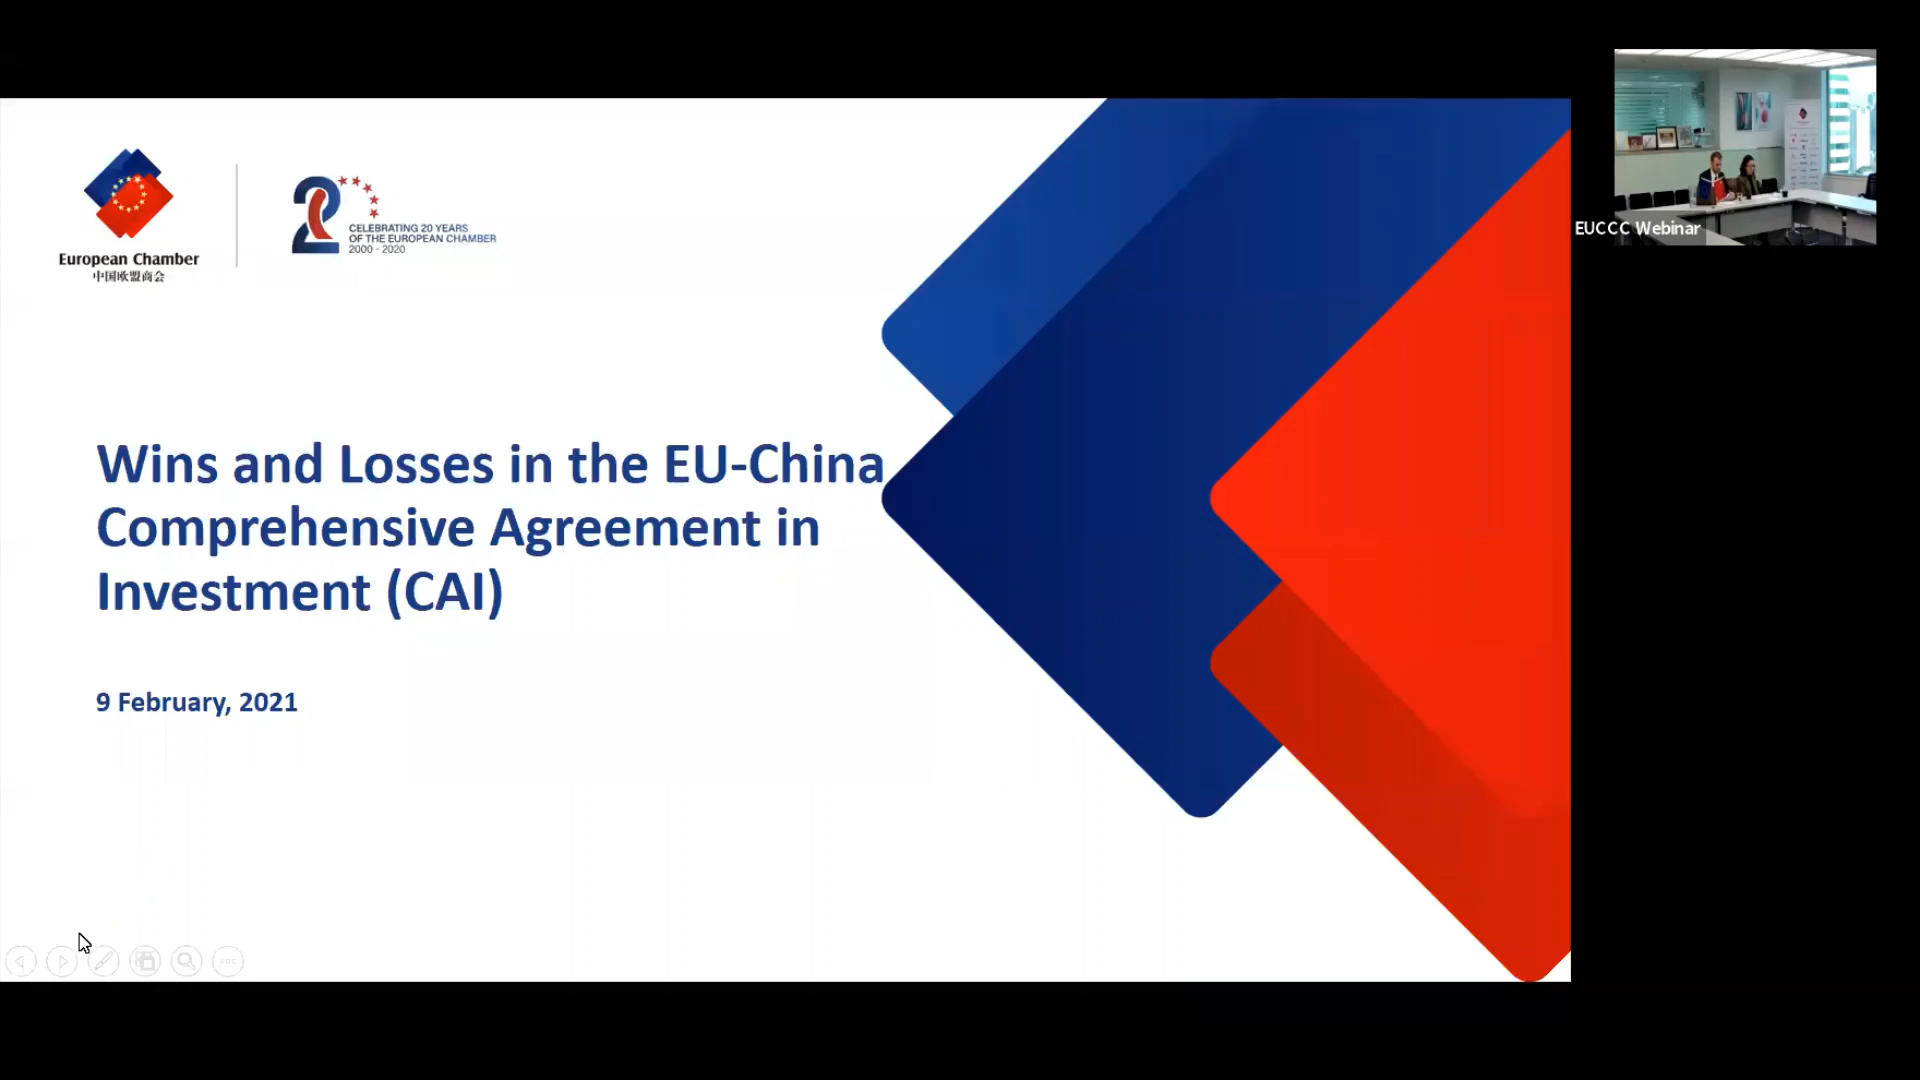 European Chamber
中国欧盟商会
20
CELEBRATING 20 YEARS
OF THE EUROPEAN CHAMBER
2000 - 2020
Wins and Losses in the EU-China
Comprehensive Agreement in
Investment (CAI)
9 February, 2021
EUCCC Webinar